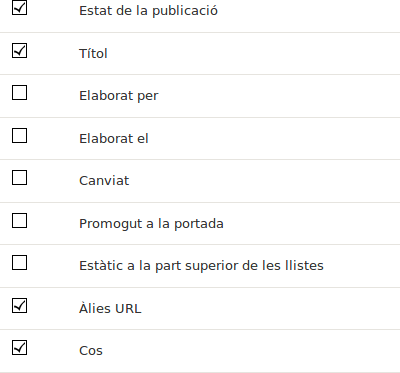 Estat de la publicació
Títol
Elaborat per
Elaborat el
Canviat
Promogut a la portada
Estàtic a la part superior de les llistes
Àlies URL
Cos